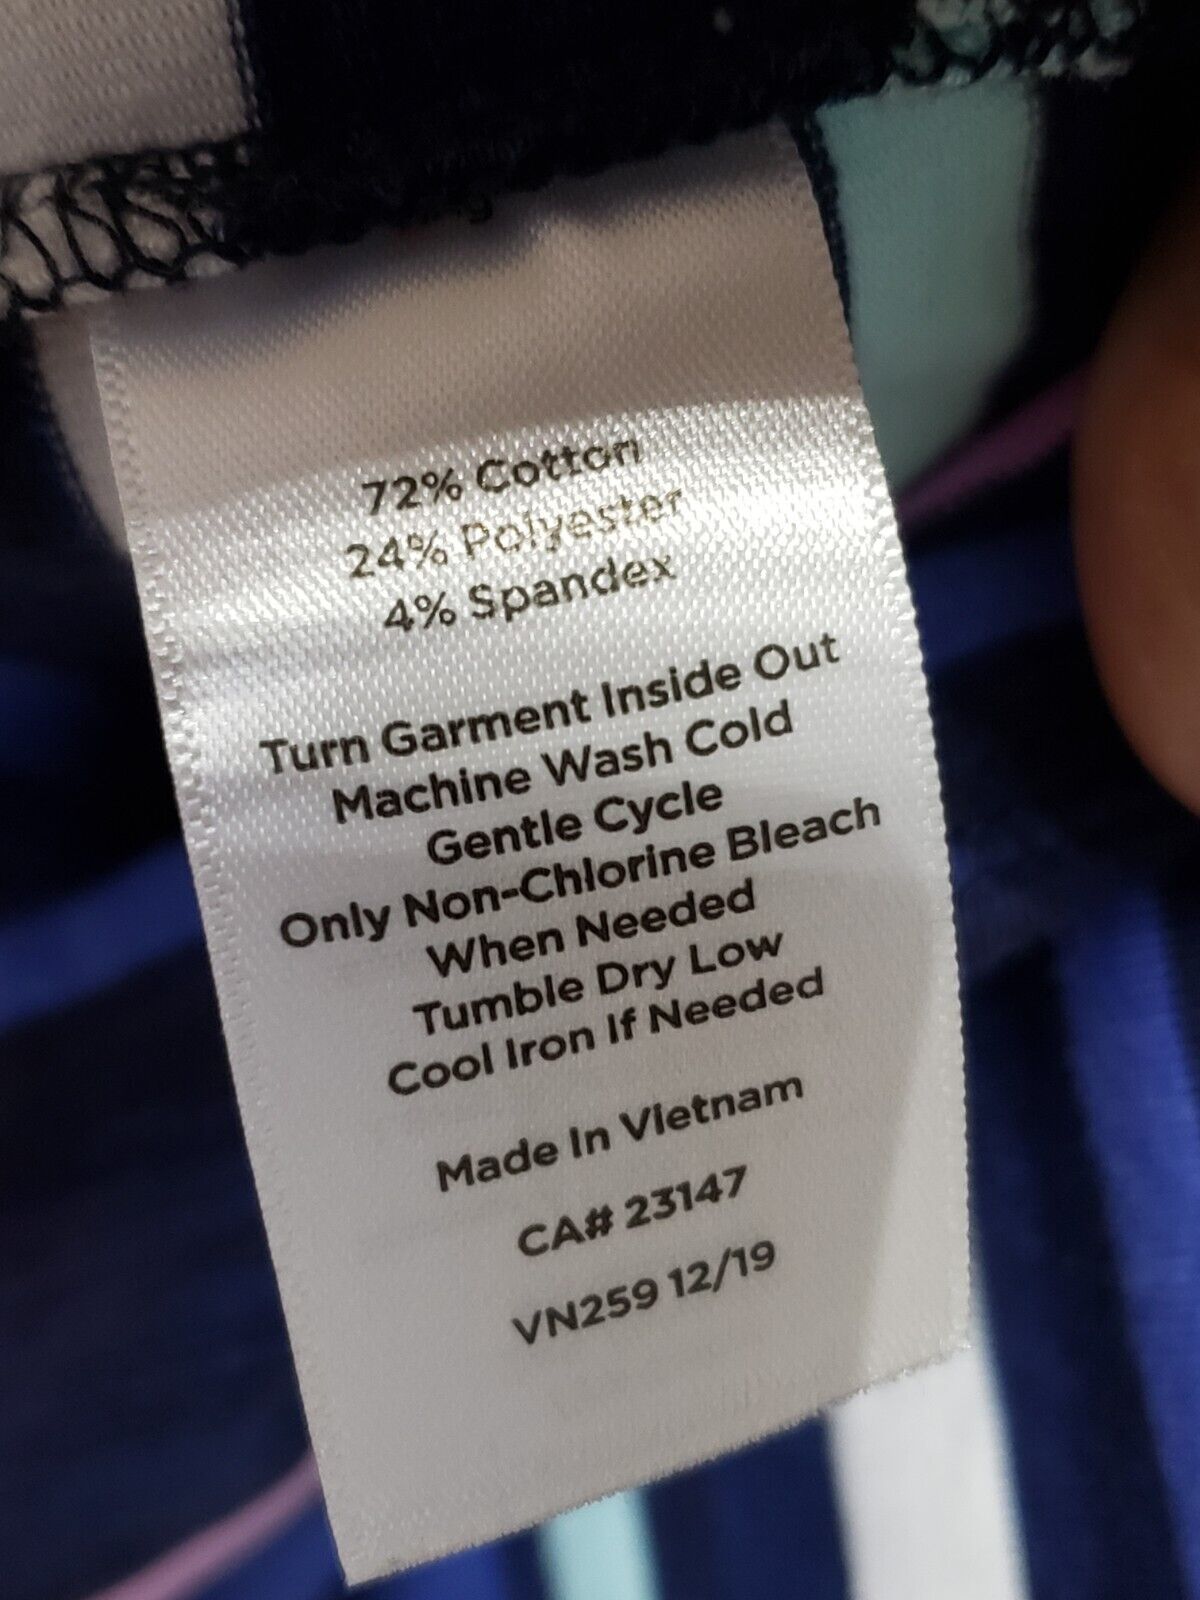 72% Cotton
24% Polyester
4% Spandex
Turn Garment Inside Out
Machine Wash Cold
Gentle Cycle
Only Non-Chlorine Bleach
When Needed
Tumble Dry Low
Cool Iron If Needed
Made In Vietnam
CA# 23147
VN259 12/19